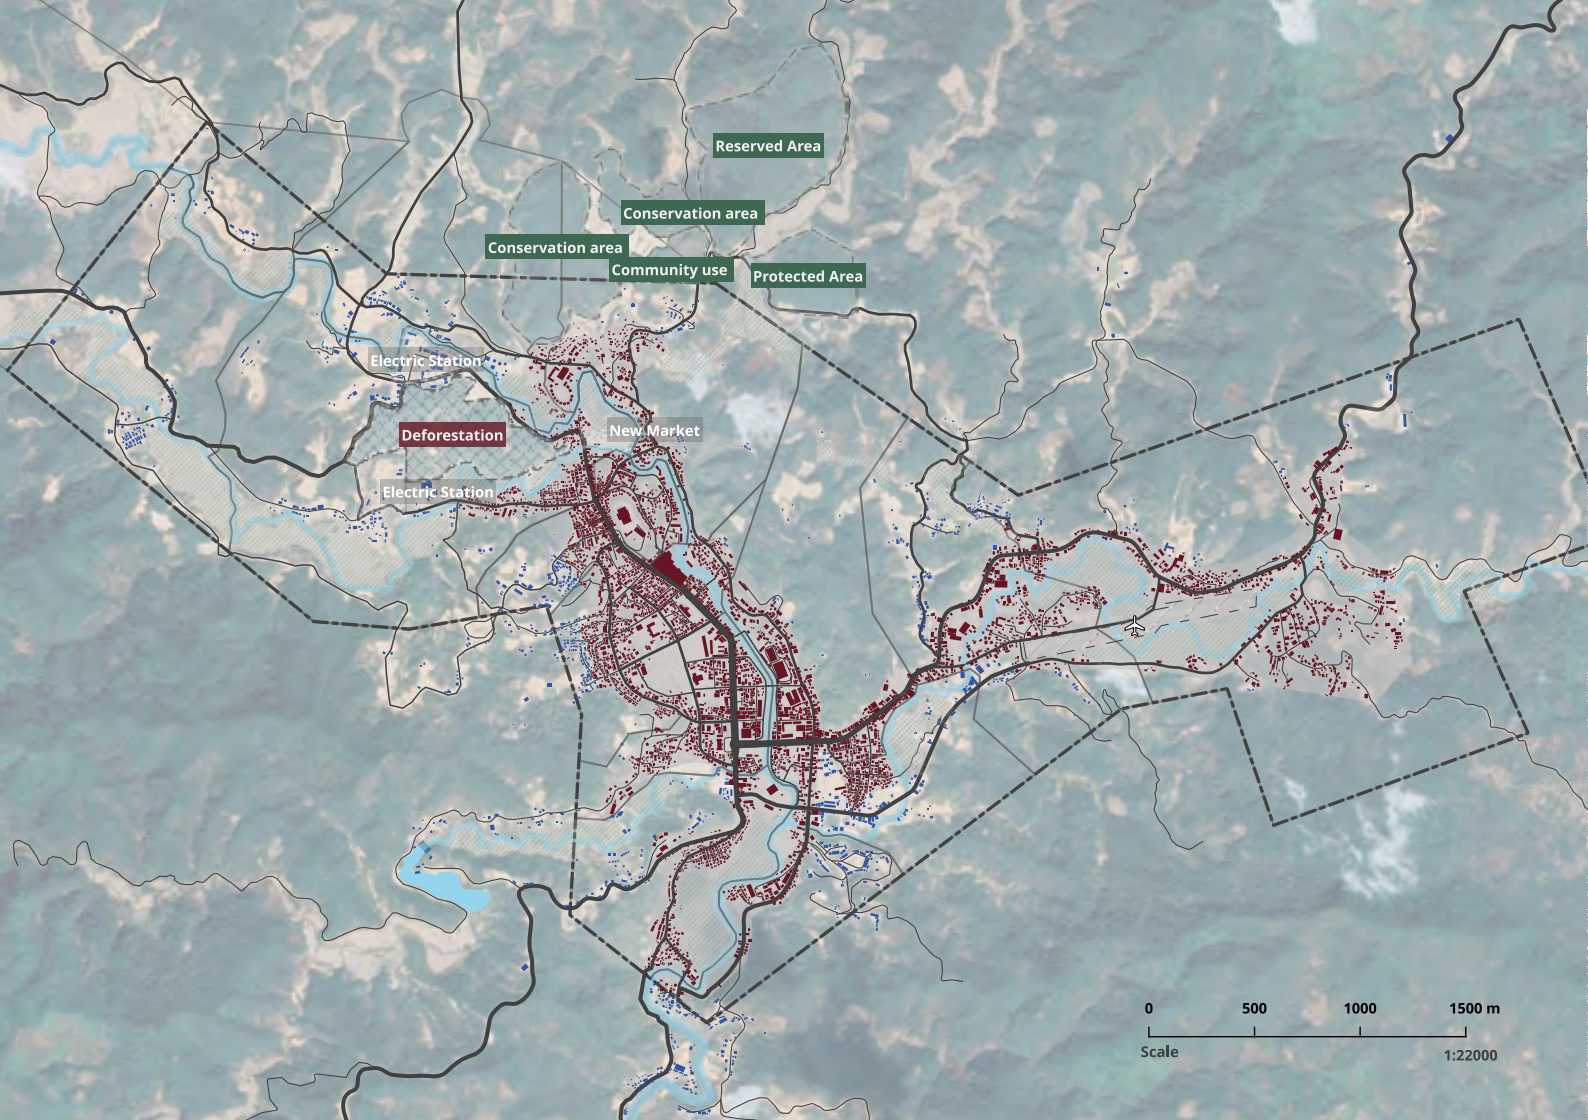 Reserved Area
Conservation area
Conservation area
Community use
Protected Area
Electric Station
New Market
Deforestation
Electric Station
0 500 1000 1500 m
Scale
1:22000